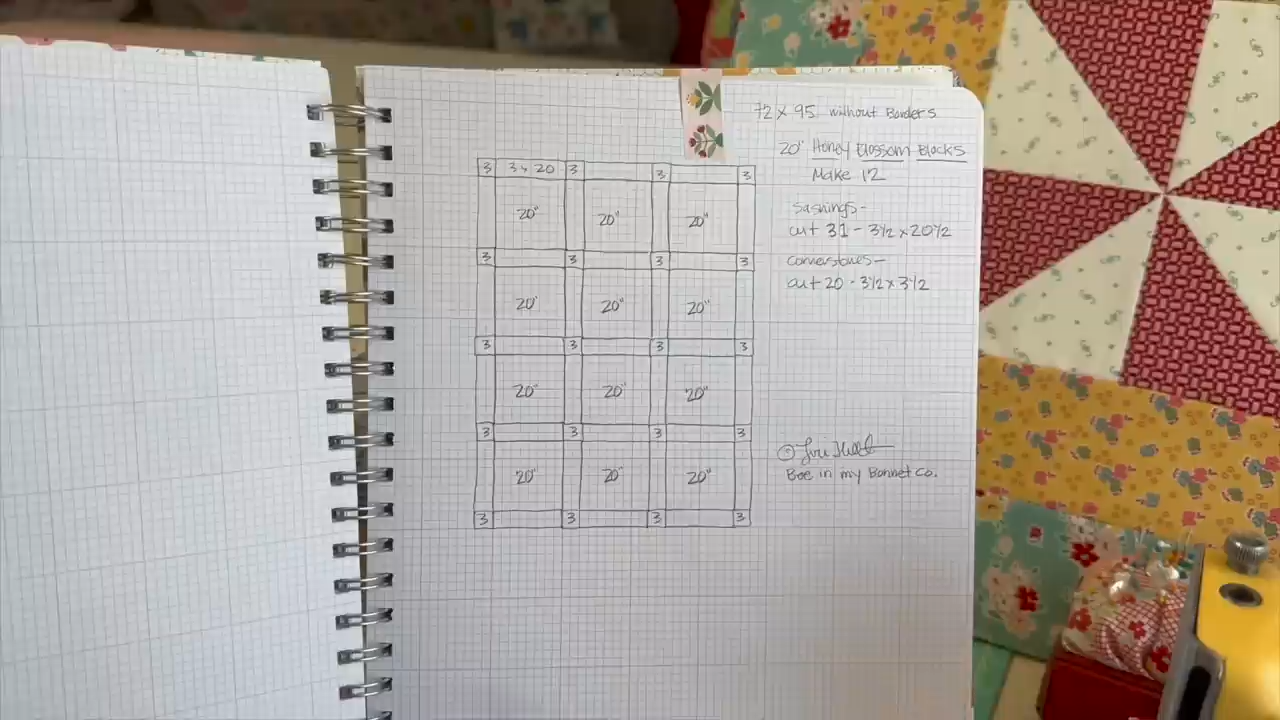 72 x 95 without Borders
20" Honey Blossom Blocks
Make 12
Sashings-
cut 31 - 3½ x 20½
Cornerstones-
cut 20 - 3½ x 3½
3 3 x 20 3 3 3
20" 20" 20"
3 3 3 3
20" 20" 20"
3 3 3 3
20" 20" 20"
3 3 3 3
20" 20" 20"
3 3 3 3
© Lori Holt
Bee in my Bonnet Co.